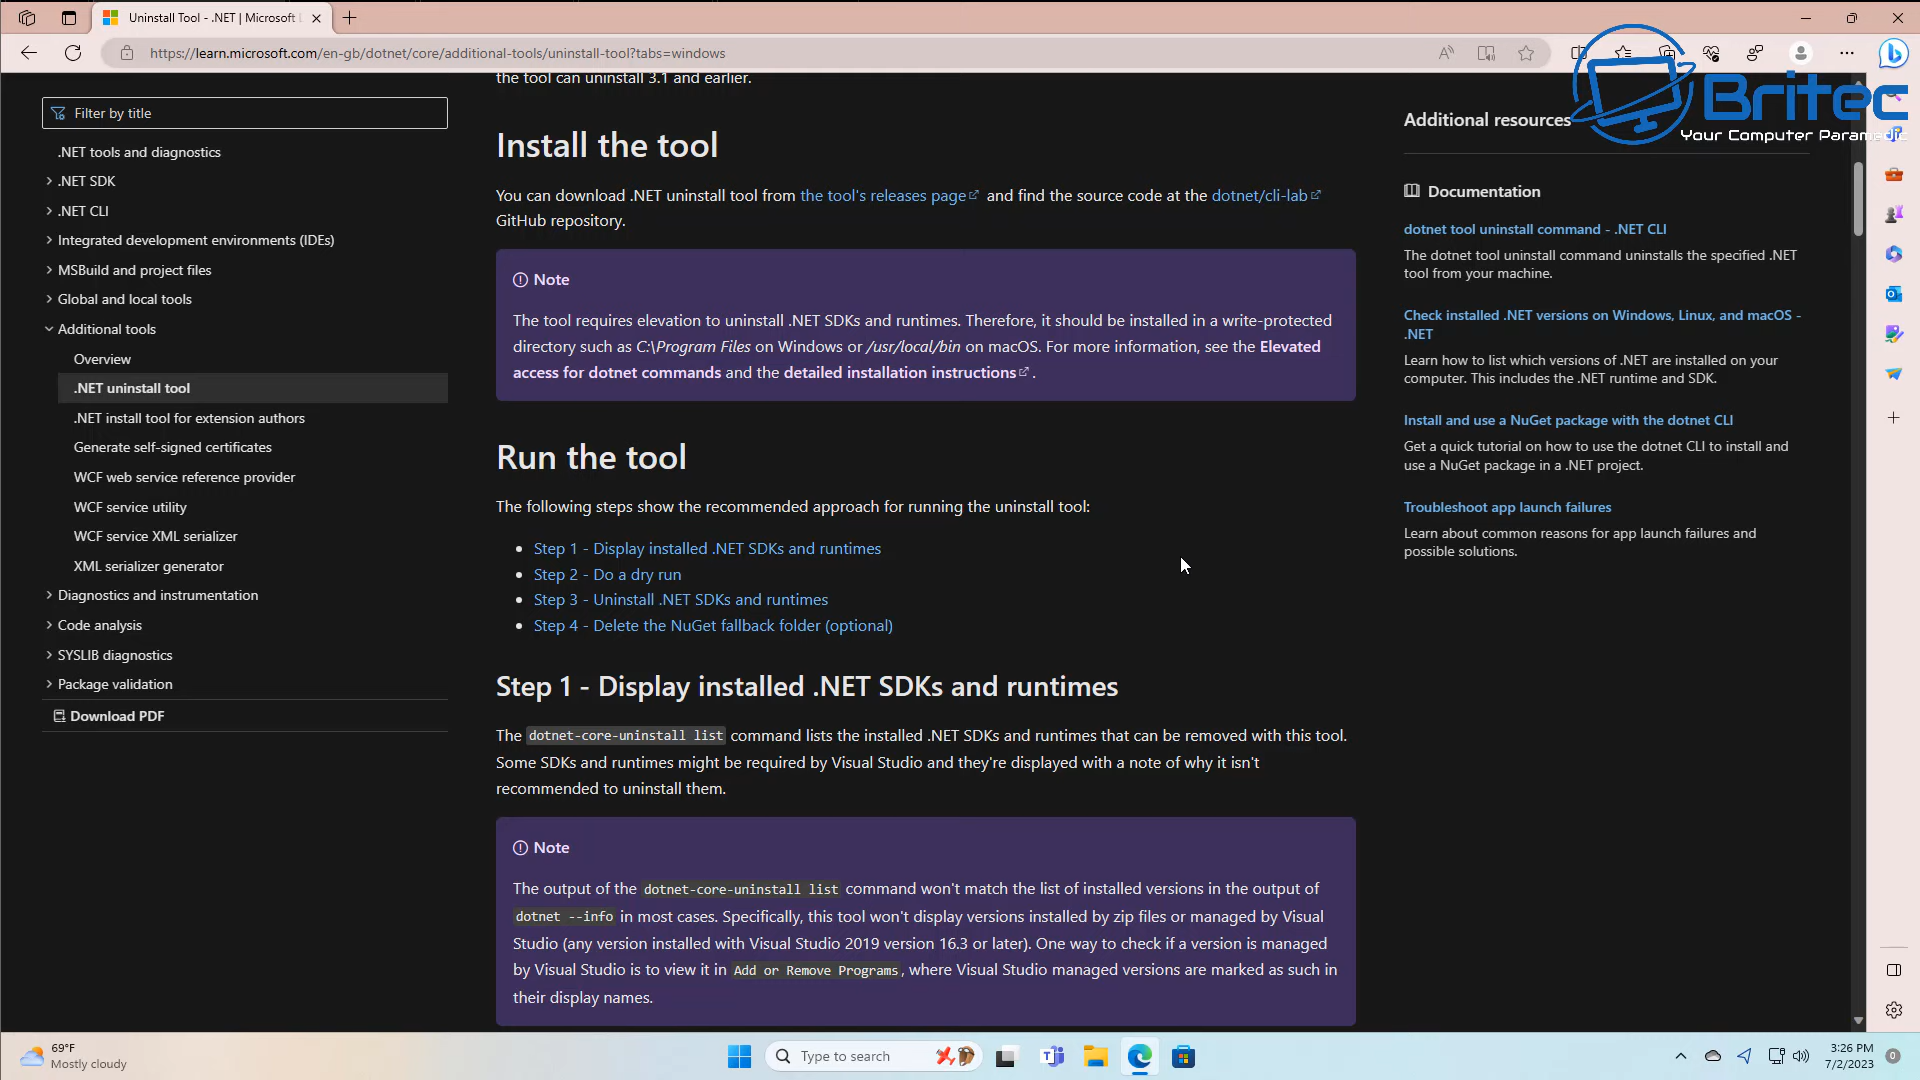 Uninstall Tool - .NET | Microsoft L
https://learn.microsoft.com/en-gb/dotnet/core/additional-tools/uninstall-tool?tabs=windows
Britec
Your Computer Paramedic
Filter by title
.NET tools and diagnostics
.NET SDK
.NET CLI
Integrated development environments (IDEs)
MSBuild and project files
Global and local tools
Additional tools
Overview
.NET uninstall tool
.NET install tool for extension authors
Generate self-signed certificates
WCF web service reference provider
WCF service utility
WCF service XML serializer
XML serializer generator
Diagnostics and instrumentation
Code analysis
SYSLIB diagnostics
Package validation
Download PDF
the tool can uninstall 3.1 and earlier.
Install the tool
You can download .NET uninstall tool from the tool's releases page and find the source code at the dotnet/cli-lab
GitHub repository.
Note
The tool requires elevation to uninstall .NET SDKs and runtimes. Therefore, it should be installed in a write-protected
directory such as C:\Program Files on Windows or /usr/local/bin on macOS. For more information, see the Elevated
access for dotnet commands and the detailed installation instructions .
Run the tool
The following steps show the recommended approach for running the uninstall tool:
Step 1 - Display installed .NET SDKs and runtimes
Step 2 - Do a dry run
Step 3 - Uninstall .NET SDKs and runtimes
Step 4 - Delete the NuGet fallback folder (optional)
Step 1 - Display installed .NET SDKs and runtimes
The dotnet-core-uninstall list command lists the installed .NET SDKs and runtimes that can be removed with this tool.
Some SDKs and runtimes might be required by Visual Studio and they're displayed with a note of why it isn't
recommended to uninstall them.
Note
The output of the dotnet-core-uninstall list command won't match the list of installed versions in the output of
dotnet --info in most cases. Specifically, this tool won't display versions installed by zip files or managed by Visual
Studio (any version installed with Visual Studio 2019 version 16.3 or later). One way to check if a version is managed
by Visual Studio is to view it in Add or Remove Programs, where Visual Studio managed versions are marked as such in
their display names.
Additional resources
Documentation
dotnet tool uninstall command - .NET CLI
The dotnet tool uninstall command uninstalls the specified .NET
tool from your machine.
Check installed .NET versions on Windows, Linux, and macOS -
.NET
Learn how to list which versions of .NET are installed on your
computer. This includes the .NET runtime and SDK.
Install and use a NuGet package with the dotnet CLI
Get a quick tutorial on how to use the dotnet CLI to install and
use a NuGet package in a .NET project.
Troubleshoot app launch failures
Learn about common reasons for app launch failures and
possible solutions.
69°F
Mostly cloudy
Type to search
3:26 PM
7/2/2023
0